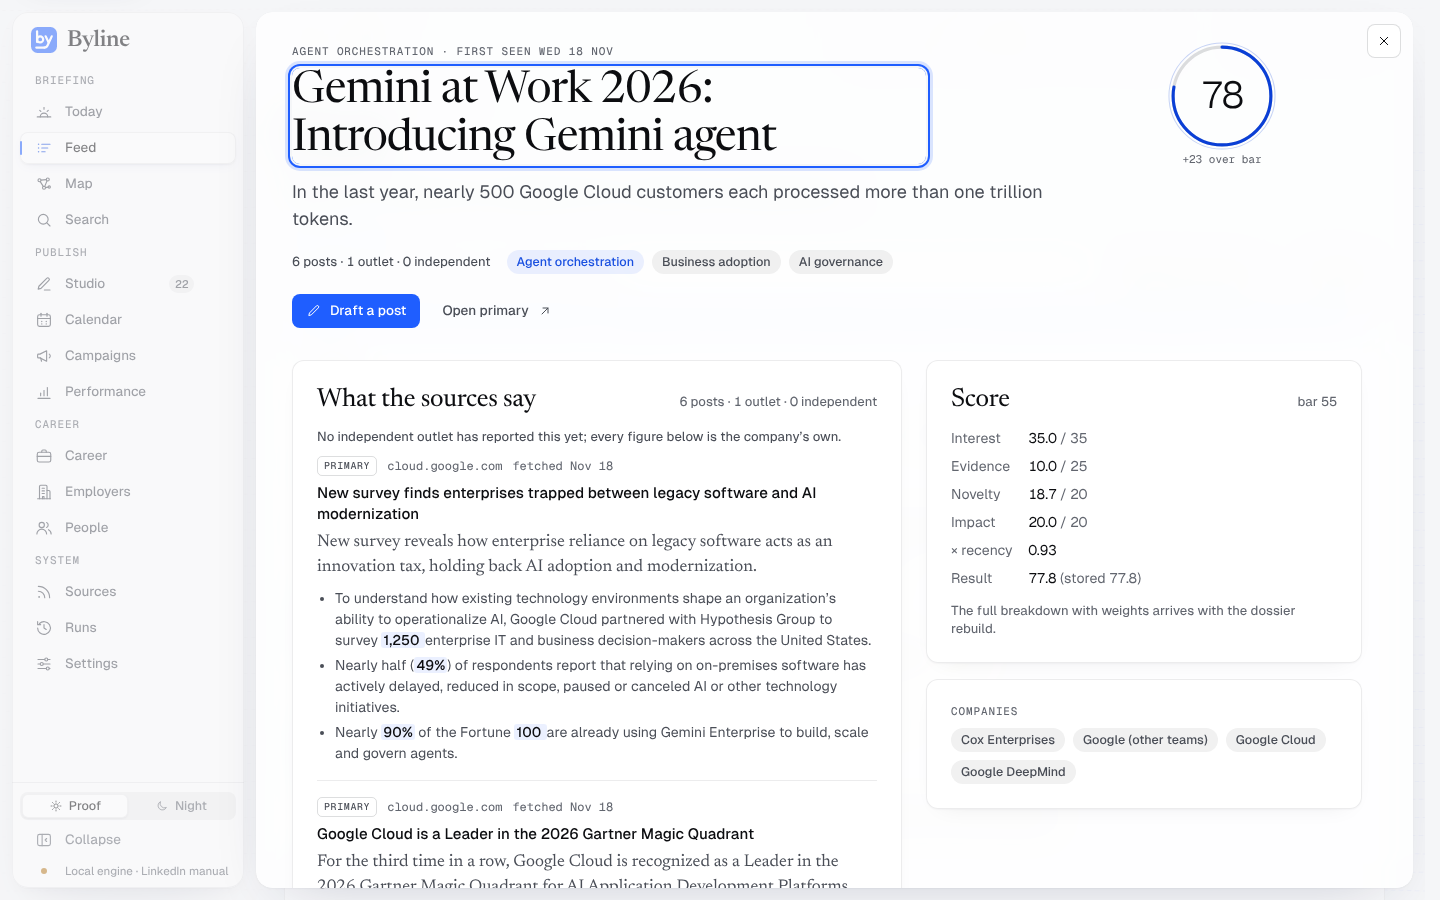 by Byline
BRIEFING
Today
Feed
Map
Search
PUBLISH
Studio 22
Calendar
Campaigns
Performance
CAREER
Career
Employers
People
SYSTEM
Sources
Runs
Settings
Proof Night
Collapse
Local engine · LinkedIn manual
AGENT ORCHESTRATION · FIRST SEEN WED 18 NOV
Gemini at Work 2026:
Introducing Gemini agent
In the last year, nearly 500 Google Cloud customers each processed more than one trillion
tokens.
6 posts · 1 outlet · 0 independent Agent orchestration Business adoption AI governance
Draft a post Open primary
78
+23 over bar
What the sources say 6 posts · 1 outlet · 0 independent
No independent outlet has reported this yet; every figure below is the company’s own.
PRIMARY cloud.google.com fetched Nov 18
New survey finds enterprises trapped between legacy software and AI
modernization
New survey reveals how enterprise reliance on legacy software acts as an
innovation tax, holding back AI adoption and modernization.
• To understand how existing technology environments shape an organization’s
ability to operationalize AI, Google Cloud partnered with Hypothesis Group to
survey 1,250 enterprise IT and business decision-makers across the United States.
• Nearly half (49%) of respondents report that relying on on-premises software has
actively delayed, reduced in scope, paused or canceled AI or other technology
initiatives.
• Nearly 90% of the Fortune 100 are already using Gemini Enterprise to build, scale
and govern agents.
PRIMARY cloud.google.com fetched Nov 18
Google Cloud is a Leader in the 2026 Gartner Magic Quadrant
For the third time in a row, Google Cloud is recognized as a Leader in the
2026 Gartner Magic Quadrant for AI Application Development Platforms
Score bar 55
Interest 35.0 / 35
Evidence 10.0 / 25
Novelty 18.7 / 20
Impact 20.0 / 20
× recency 0.93
Result 77.8 (stored 77.8)
The full breakdown with weights arrives with the dossier
rebuild.
COMPANIES
Cox Enterprises Google (other teams) Google Cloud
Google DeepMind